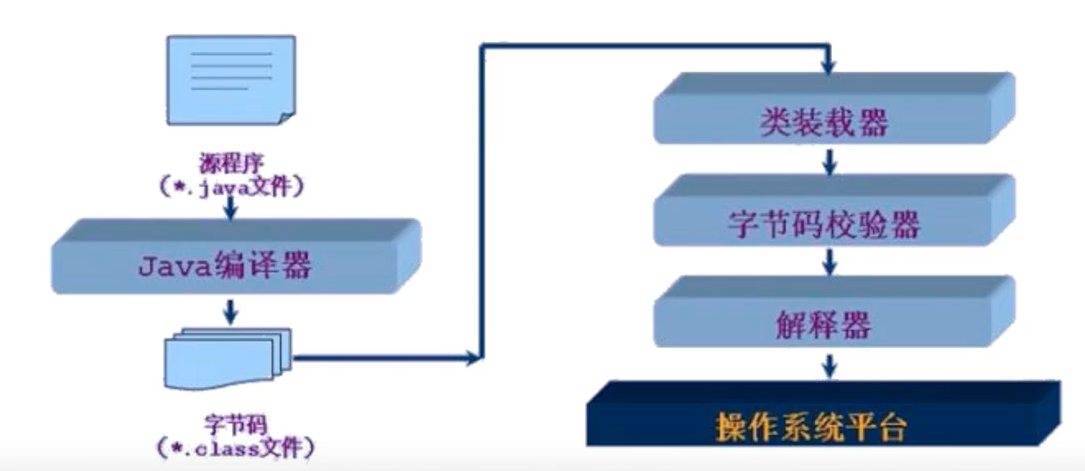 源程序
(*.java文件)
Java编译器
字节码
(*.class文件)
类装载器
字节码校验器
解释器
操作系统平台